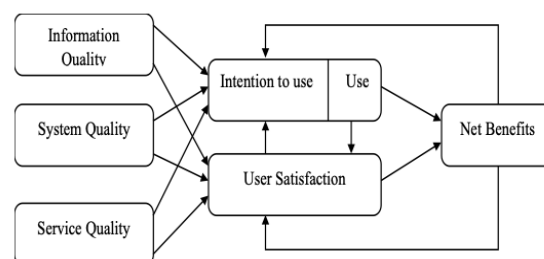 Information
Quality
Intention to use
Use
System Quality
Net Benefits
User Satisfaction
Service Quality